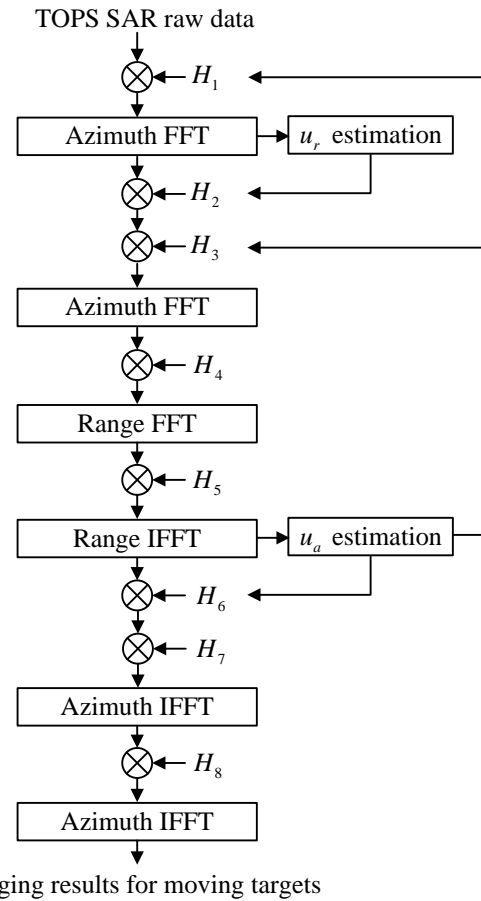 TOPS SAR raw data
H₁
Azimuth FFT
uᵣ estimation
H₂
H₃
Azimuth FFT
H₄
Range FFT
H₅
Range IFFT
uₐ estimation
H₆
H₇
Azimuth IFFT
H₈
Azimuth IFFT
ging results for moving targets